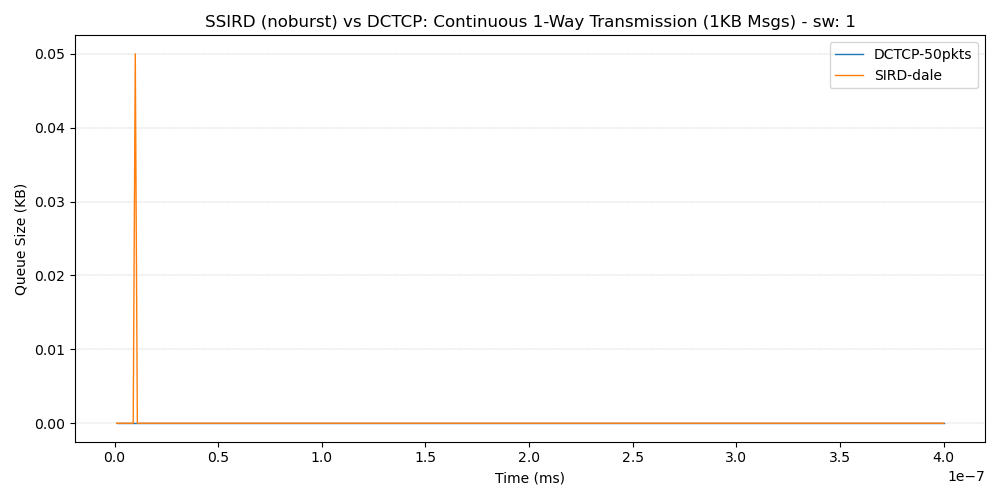 SSIRD (noburst) vs DCTCP: Continuous 1-Way Transmission (1KB Msgs) - sw: 1
DCTCP-50pkts
SIRD-dale
0.05
0.04
0.03
0.02
0.01
0.00
Queue Size (KB)
0.0 0.5 1.0 1.5 2.0 2.5 3.0 3.5 4.0
1e−7
Time (ms)